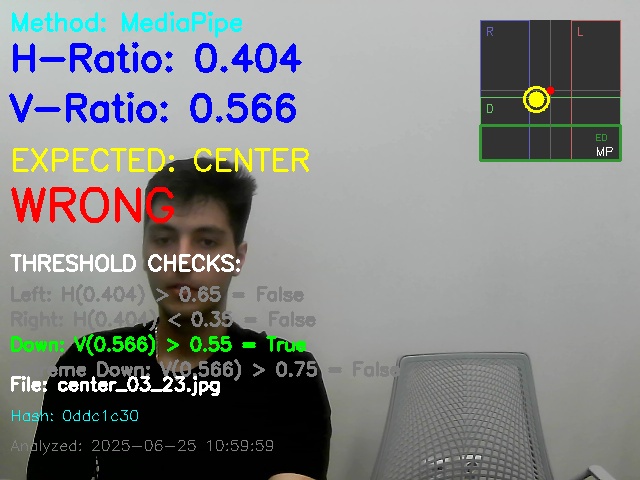 Method: MediaPipe
H-Ratio: 0.404
V-Ratio: 0.566
EXPECTED: CENTER
WRONG
THRESHOLD CHECKS:
Left: H(0.404) > 0.65 = False
Right: H(0.404) < 0.35 = False
Down: V(0.566) > 0.55 = True
Down: V(0.566) > 0.75 = False
File: center_03_23.jpg
Hash: 0ddc1c30
Analyzed: 2025-06-25 10:59:59
R
L
D
ED
MP